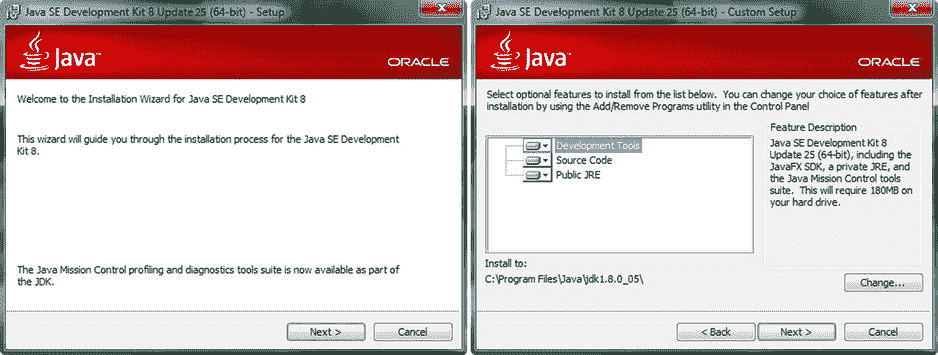 Java SE Development Kit 8 Update 25 (64-bit) - Setup
Java™
ORACLE
Welcome to the Installation Wizard for Java SE Development Kit 8
This wizard will guide you through the installation process for the Java SE Development
Kit 8.
The Java Mission Control profiling and diagnostics tools suite is now available as part of
the JDK.
Next >
Cancel
Java SE Development Kit 8 Update 25 (64-bit) - Custom Setup
Java™
ORACLE
Select optional features to install from the list below. You can change your choice of features after
installation by using the Add/Remove Programs utility in the Control Panel
Development Tools
Source Code
Public JRE
Feature Description
Java SE Development Kit 8
Update 25 (64-bit), including the
JavaFX SDK, a private JRE, and
the Java Mission Control tools
suite. This will require 180MB on
your hard drive.
Install to:
C:\Program Files\Java\jdk1.8.0_05\
Change...
< Back
Next >
Cancel